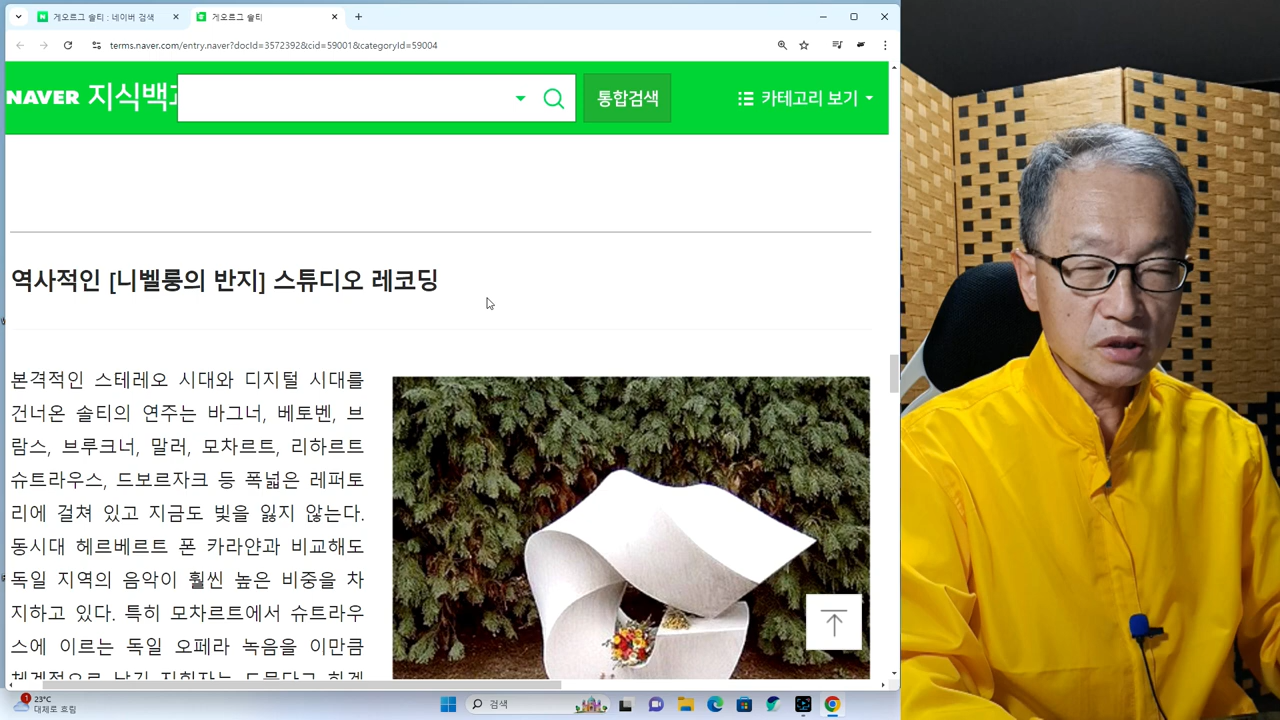 게오르그 솔티 : 네이버 검색
게오르그 솔티
terms.naver.com/entry.naver?docId=3572392&cid=59001&categoryId=59004
NAVER 지식백과
통합검색
카테고리 보기
역사적인 [니벨룽의 반지] 스튜디오 레코딩
본격적인 스테레오 시대와 디지털 시대를
건너온 솔티의 연주는 바그너, 베토벤, 브
람스, 브루크너, 말러, 모차르트, 리하르트
슈트라우스, 드보르자크 등 폭넓은 레퍼토
리에 걸쳐 있고 지금도 빛을 잃지 않는다.
동시대 헤르베르트 폰 카라얀과 비교해도
독일 지역의 음악이 훨씬 높은 비중을 차
지하고 있다. 특히 모차르트에서 슈트라우
스에 이르는 독일 오페라 녹음을 이만큼
1
23°C
대체로 흐림
검색